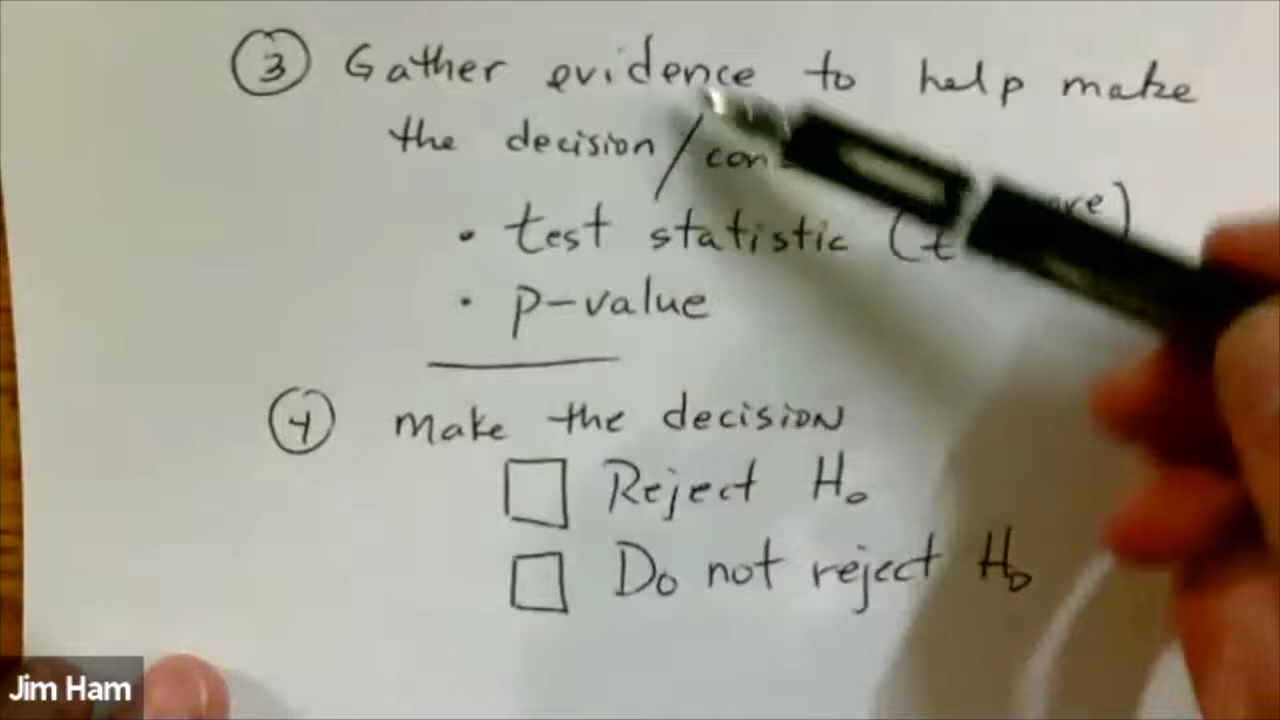 ③ Gather evidence to help make
the decision/con
• test statistic (t
• p-value
④ make the decision
☐ Reject H₀
☐ Do not reject H₀
Jim Ham